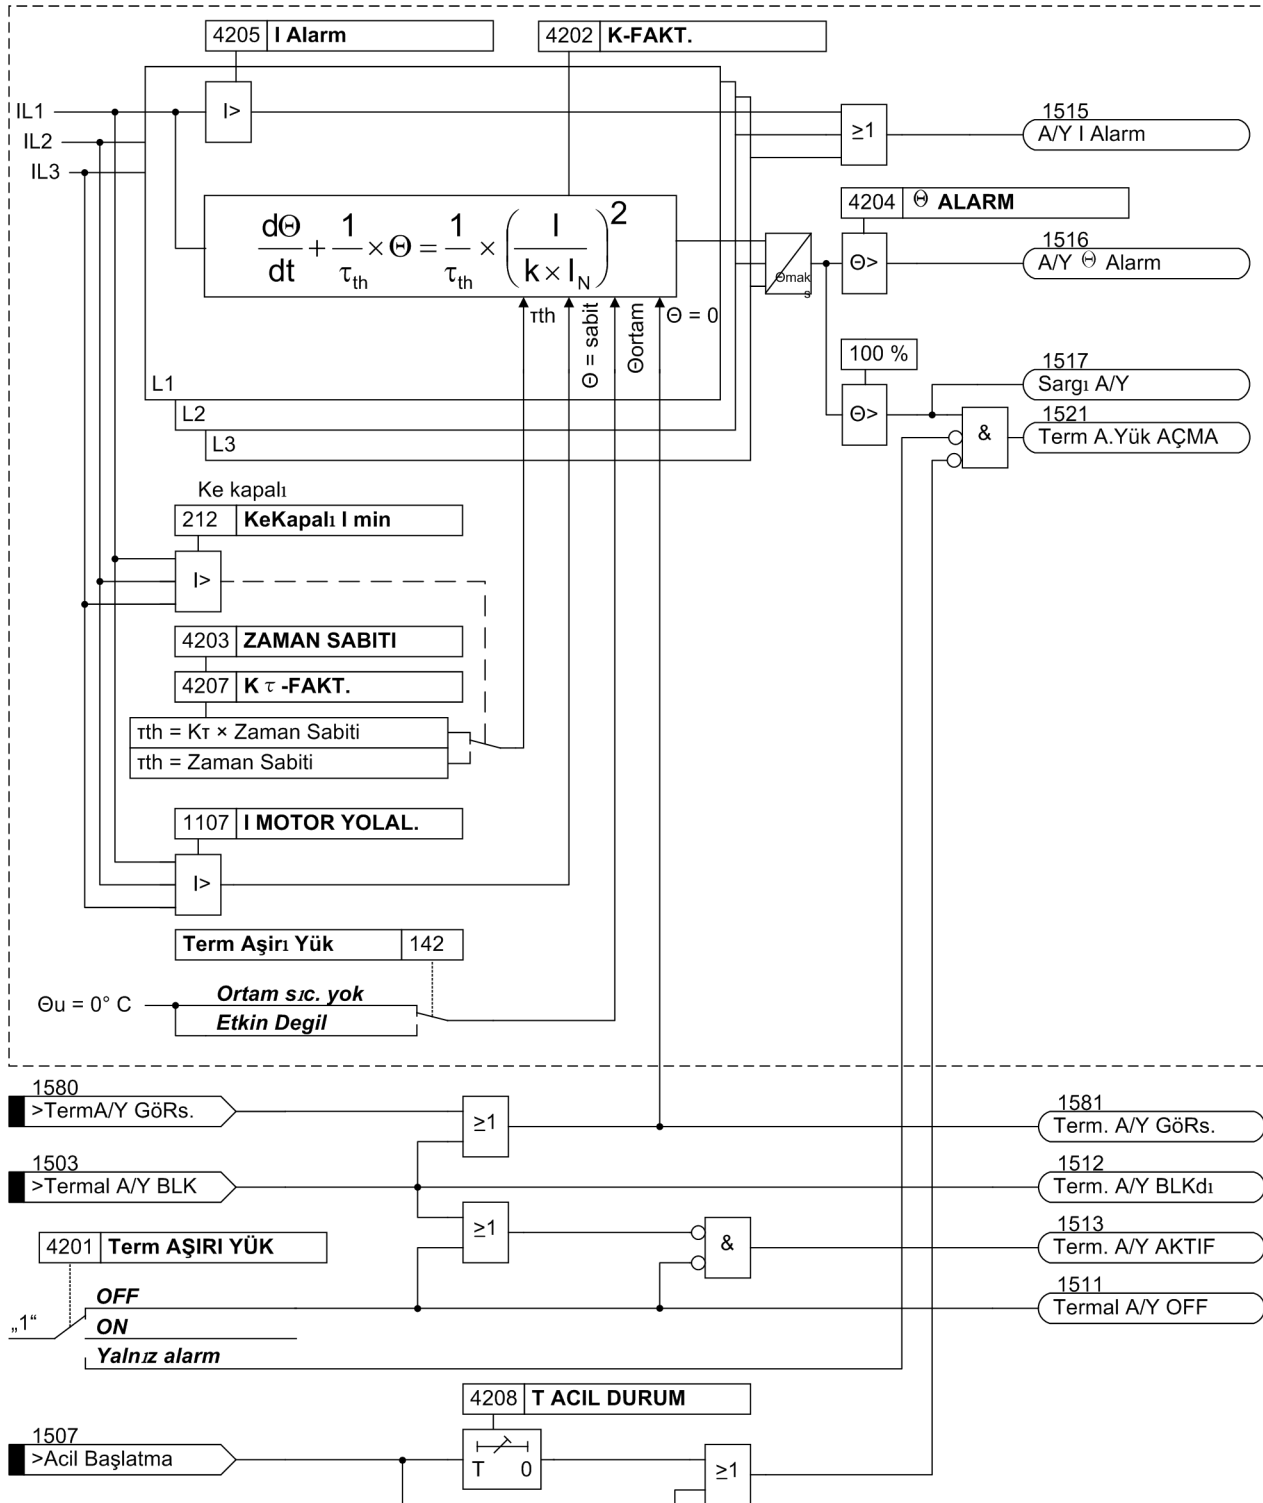 4205 I Alarm
4202 K-FAKT.
IL1
I>
≥1
1515
A/Y I Alarm
IL2
IL3
4204 Θ ALARM
dΘ/dt + 1/τth × Θ = 1/τth × (I / k × IN)2
Θmaks
Θ>
1516
A/Y Θ Alarm
τth
Θ = sabit
Θortam
Θ = 0
100 %
1517
Sargı A/Y
L1
L2
L3
Θ>
&
1521
Term A.Yük AÇMA
Ke kapalı
212 KeKapalı I min
I>
4203 ZAMAN SABITI
4207 K τ -FAKT.
τth = Kτ × Zaman Sabiti
τth = Zaman Sabiti
1107 I MOTOR YOLAL.
I>
Term Aşirı Yük 142
Θu = 0° C
Ortam sıc. yok
Etkin Degil
1580
>TermA/Y GöRs.
≥1
1581
Term. A/Y GöRs.
1503
>Termal A/Y BLK
1512
Term. A/Y BLKdı
≥1
&
1513
Term. A/Y AKTIF
4201 Term AŞIRI YÜK
„1“
OFF
ON
Yalnız alarm
1511
Termal A/Y OFF
4208 T ACIL DURUM
1507
>Acil Başlatma
T 0
≥1